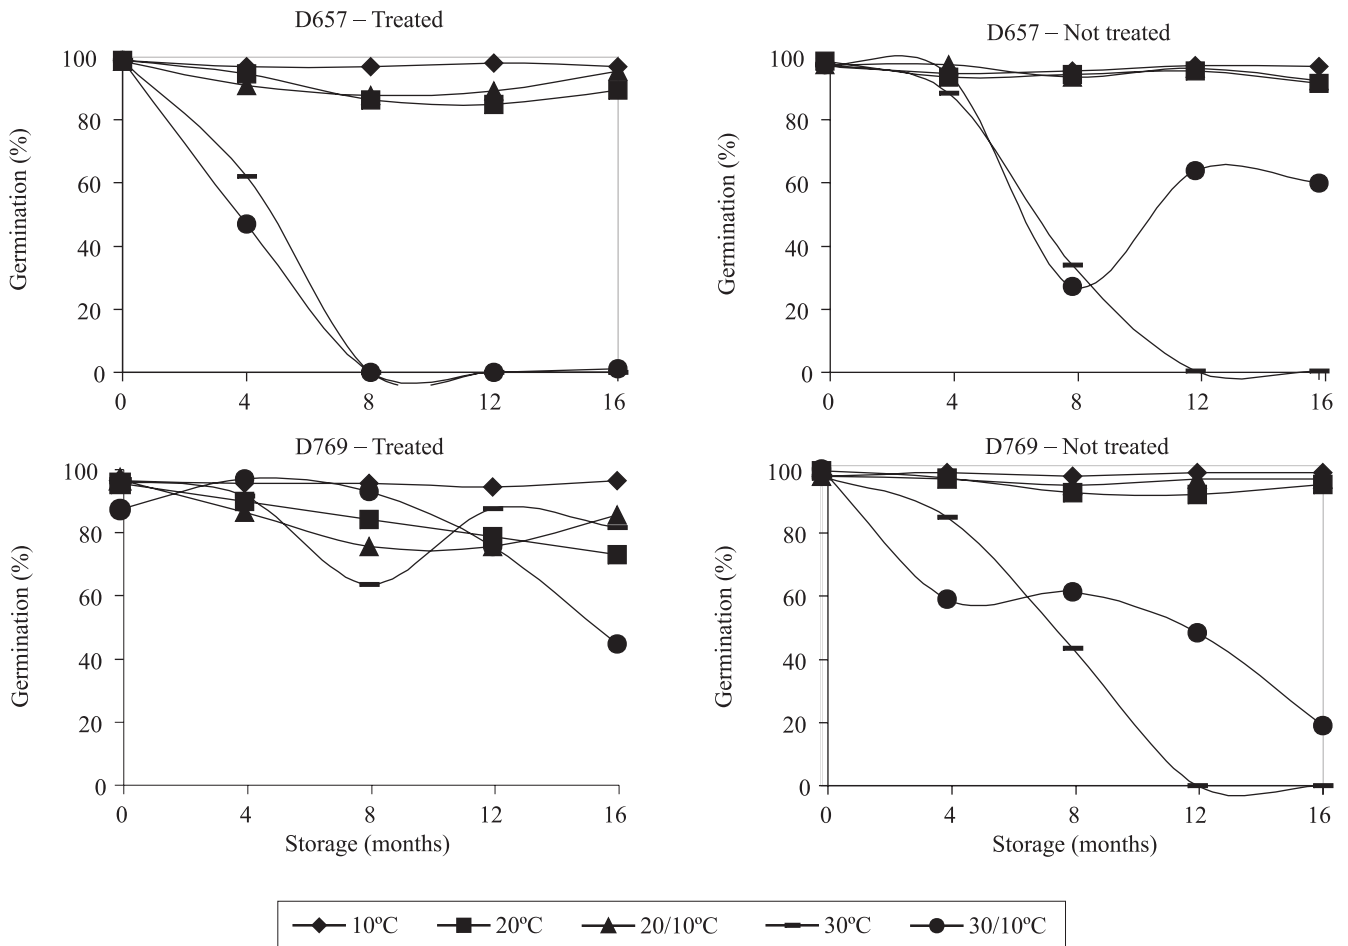 D657 – Treated
100
80
60
40
20
0
Germination (%)
0 4 8 12 16
D657 – Not treated
100
80
60
40
20
0
Germination (%)
0 4 8 12 16
D769 – Treated
100
80
60
40
20
0
Germination (%)
0 4 8 12 16
Storage (months)
D769 – Not treated
100
80
60
40
20
0
Germination (%)
0 4 8 12 16
Storage (months)
10ºC 20ºC 20/10ºC 30ºC 30/10ºC